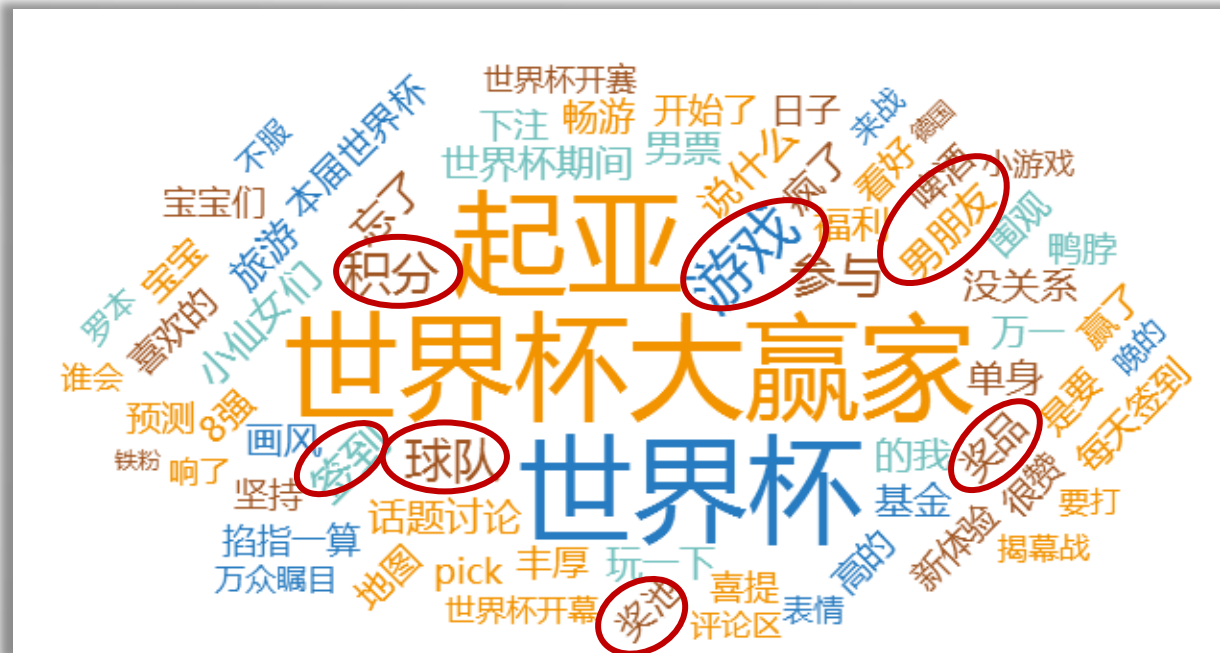 世界杯开赛
下注
畅游
开始了
日子
来战
德国
不服
本届世界杯
世界杯期间
男票
说什么
疯了
看好
啤酒
小游戏
宝宝们
忘了
起亚
游戏
福利
男朋友
围观
鸭脖
宝宝
旅游
积分
参与
没关系
罗本
喜欢的
小仙女们
世界杯大赢家
万一
赢了
晚的
谁会
单身
是要
每天签到
预测
8强
画风
签到
球队
世界杯
的我
奖品
铁粉
响了
坚持
基金
很赞
要打
话题讨论
掐指一算
新体验
揭幕战
万众瞩目
地图
pick
丰厚
玩一下
高的
世界杯开幕
奖池
喜提
表情
评论区